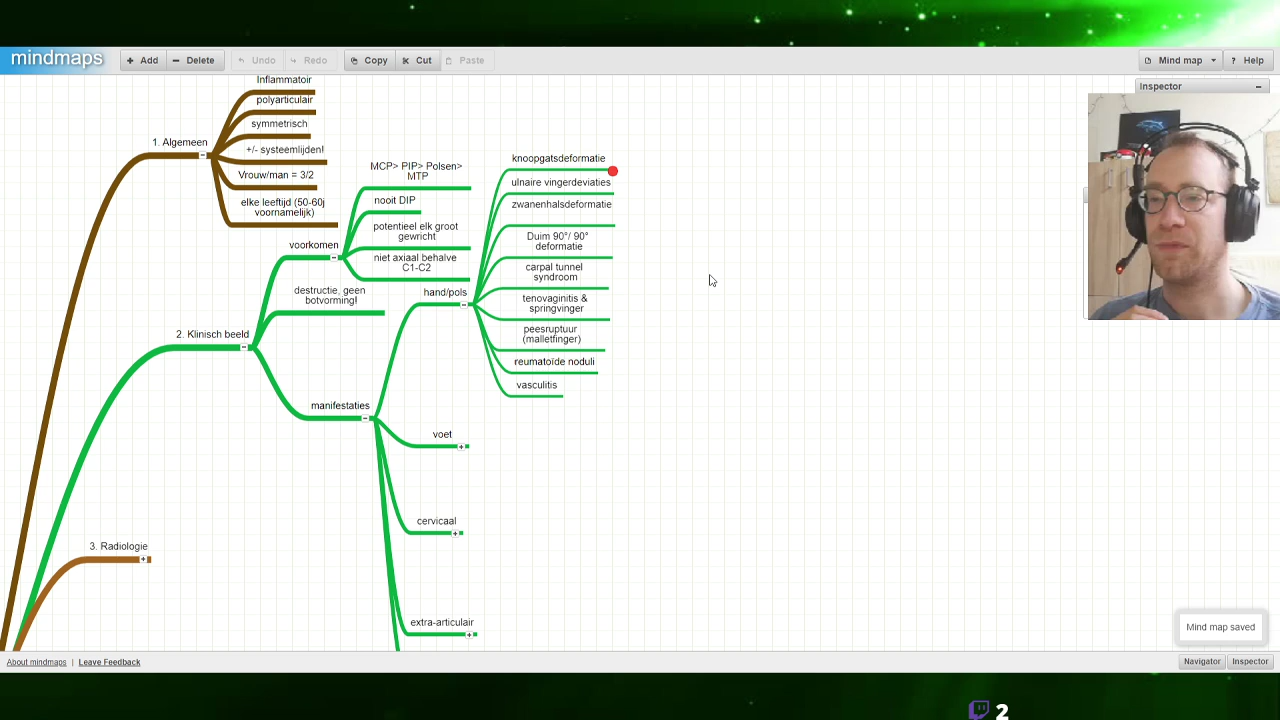 mindmaps
Add
Delete
Undo
Redo
Copy
Cut
Paste
Mind map
Help
Inspector
1. Algemeen
Inflammatoir
polyarticulair
symmetrisch
+/- systeemlijden!
Vrouw/man = 3/2
elke leeftijd (50-60j
voornamelijk)
2. Klinisch beeld
voorkomen
MCP> PIP> Polsen>
MTP
nooit DIP
potentieel elk groot
gewricht
niet axiaal behalve
C1-C2
destructie, geen
botvorming!
manifestaties
hand/pols
knoopgatsdeformatie
ulnaire vingerdeviaties
zwanenhalsdeformatie
Duim 90°/ 90°
deformatie
carpal tunnel
syndroom
tenovaginitis &
springvinger
peesruptuur
(malletfinger)
reumatoïde noduli
vasculitis
voet
cervicaal
extra-articulair
3. Radiologie
Mind map saved
About mindmaps | Leave Feedback
Navigator
Inspector
2